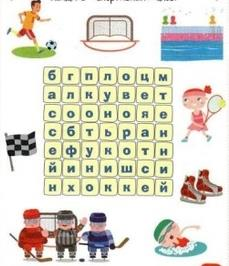 б г п л о ц м
а л к у в е т
с о о н о я е
с б т ь р а н
е ф у к о т и
й и н и ш с и
н х о к к е й